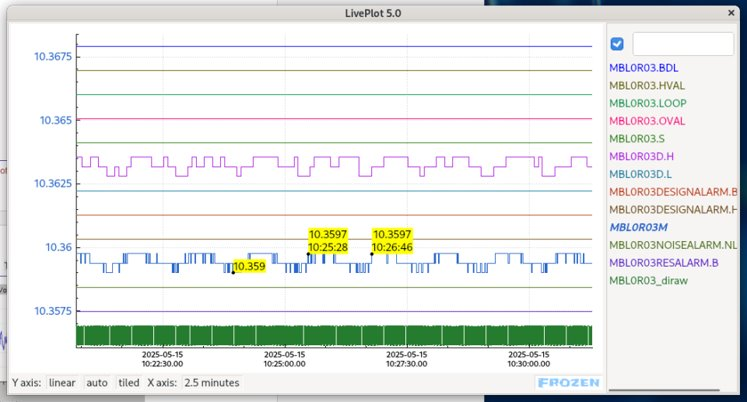 LivePlot 5.0
10.3675
10.365
10.3625
10.36
10.3575
10.359
10.3597
10:25:28
10.3597
10:26:46
2025-05-15
10:22:30.00
2025-05-15
10:25:00.00
2025-05-15
10:27:30.00
2025-05-15
10:30:00.00
MBL0R03.BDL
MBL0R03.HVAL
MBL0R03.LOOP
MBL0R03.OVAL
MBL0R03.S
MBL0R03D.H
MBL0R03D.L
MBL0R03DESIGNALARM.B
MBL0R03DESIGNALARM.H
MBL0R03M
MBL0R03NOISEALARM.NL
MBL0R03RESALARM.B
MBL0R03_diraw
Y axis: linear auto tiled X axis: 2.5 minutes
FROZEN